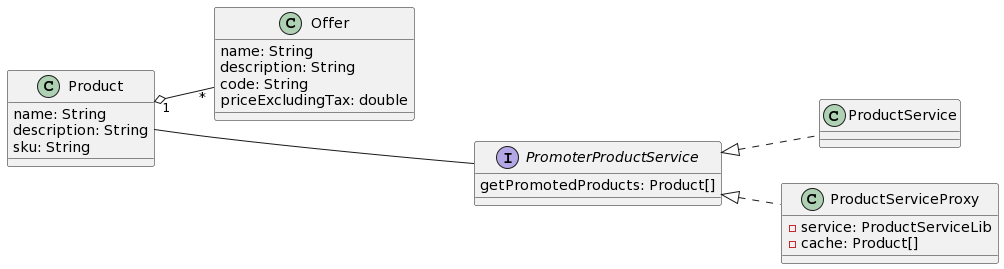 C Offer
name: String
description: String
code: String
priceExcludingTax: double
C Product
name: String
description: String
sku: String
1
*
I PromoterProductService
getPromotedProducts: Product[]
C ProductService
C ProductServiceProxy
service: ProductServiceLib
cache: Product[]